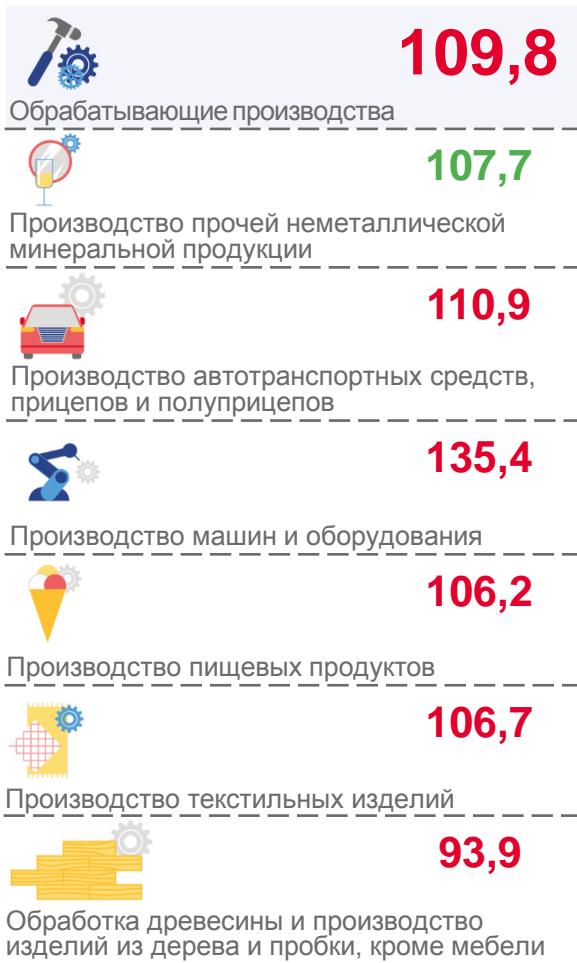 109,8
Обрабатывающие производства
107,7
Производство прочей неметаллической
минеральной продукции
110,9
Производство автотранспортных средств,
прицепов и полуприцепов
135,4
Производство машин и оборудования
106,2
Производство пищевых продуктов
106,7
Производство текстильных изделий
93,9
Обработка древесины и производство
изделий из дерева и пробки, кроме мебели